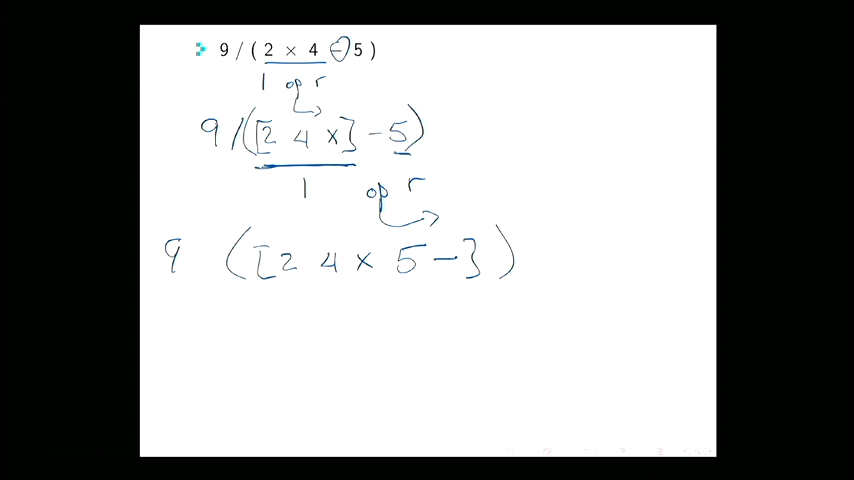 9 / ( 2 × 4 - 5 )
l op r
9 / ( [ 2 4 × ] - 5 )
l op r
9 ( [ 2 4 × 5 - ] )